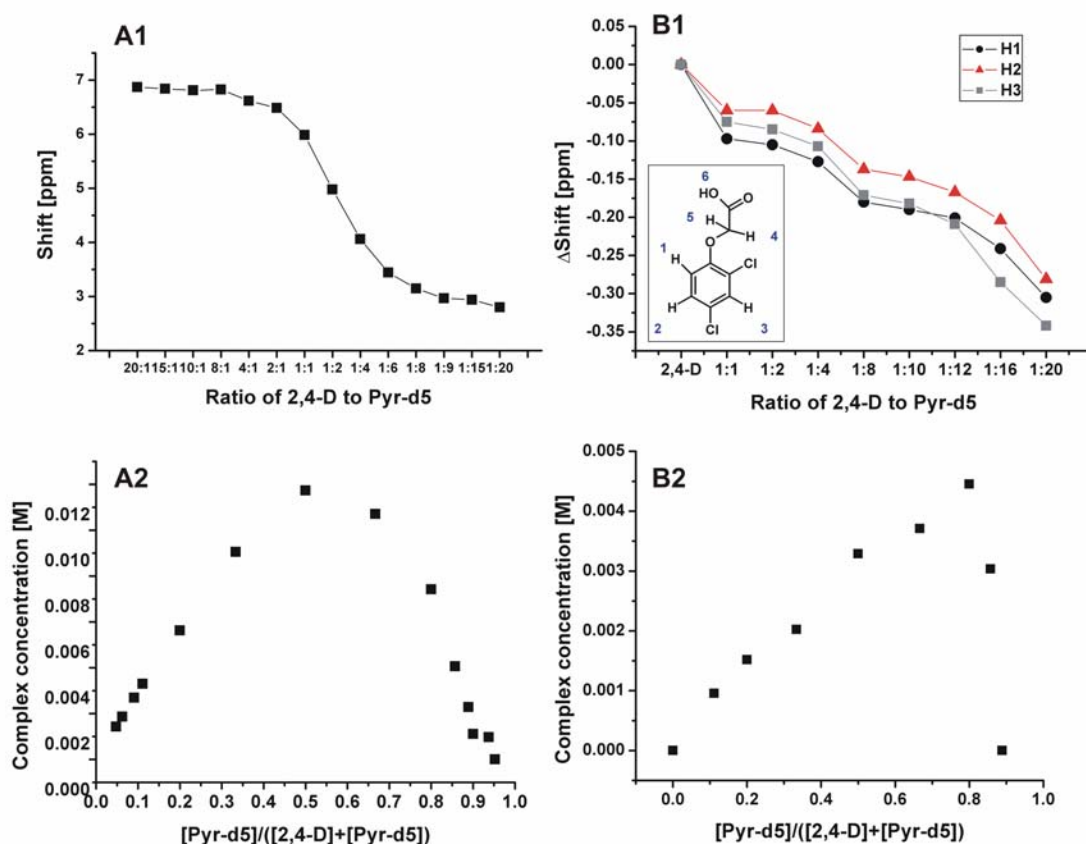 A1
7
6
5
4
3
2
Shift [ppm]
20:1 15:1 10:1 8:1 4:1 2:1 1:1 1:2 1:4 1:6 1:8 1:9 1:15 1:20
Ratio of 2,4-D to Pyr-d5
B1
H1
H2
H3
0.00
-0.05
-0.10
-0.15
-0.20
-0.25
-0.30
-0.35
ΔShift [ppm]
6
HO
O
5
H
H
4
O
1
H
Cl
H
H
2
Cl
3
2,4-D 1:1 1:2 1:4 1:8 1:10 1:12 1:16 1:20
Ratio of 2,4-D to Pyr-d5
A2
0.012
0.010
0.008
0.006
0.004
0.002
0.000
Complex concentration [M]
0.0 0.1 0.2 0.3 0.4 0.5 0.6 0.7 0.8 0.9 1.0
[Pyr-d5]/([2,4-D]+[Pyr-d5])
B2
0.005
0.004
0.003
0.002
0.001
0.000
Complex concentration [M]
0.0 0.2 0.4 0.6 0.8 1.0
[Pyr-d5]/([2,4-D]+[Pyr-d5])